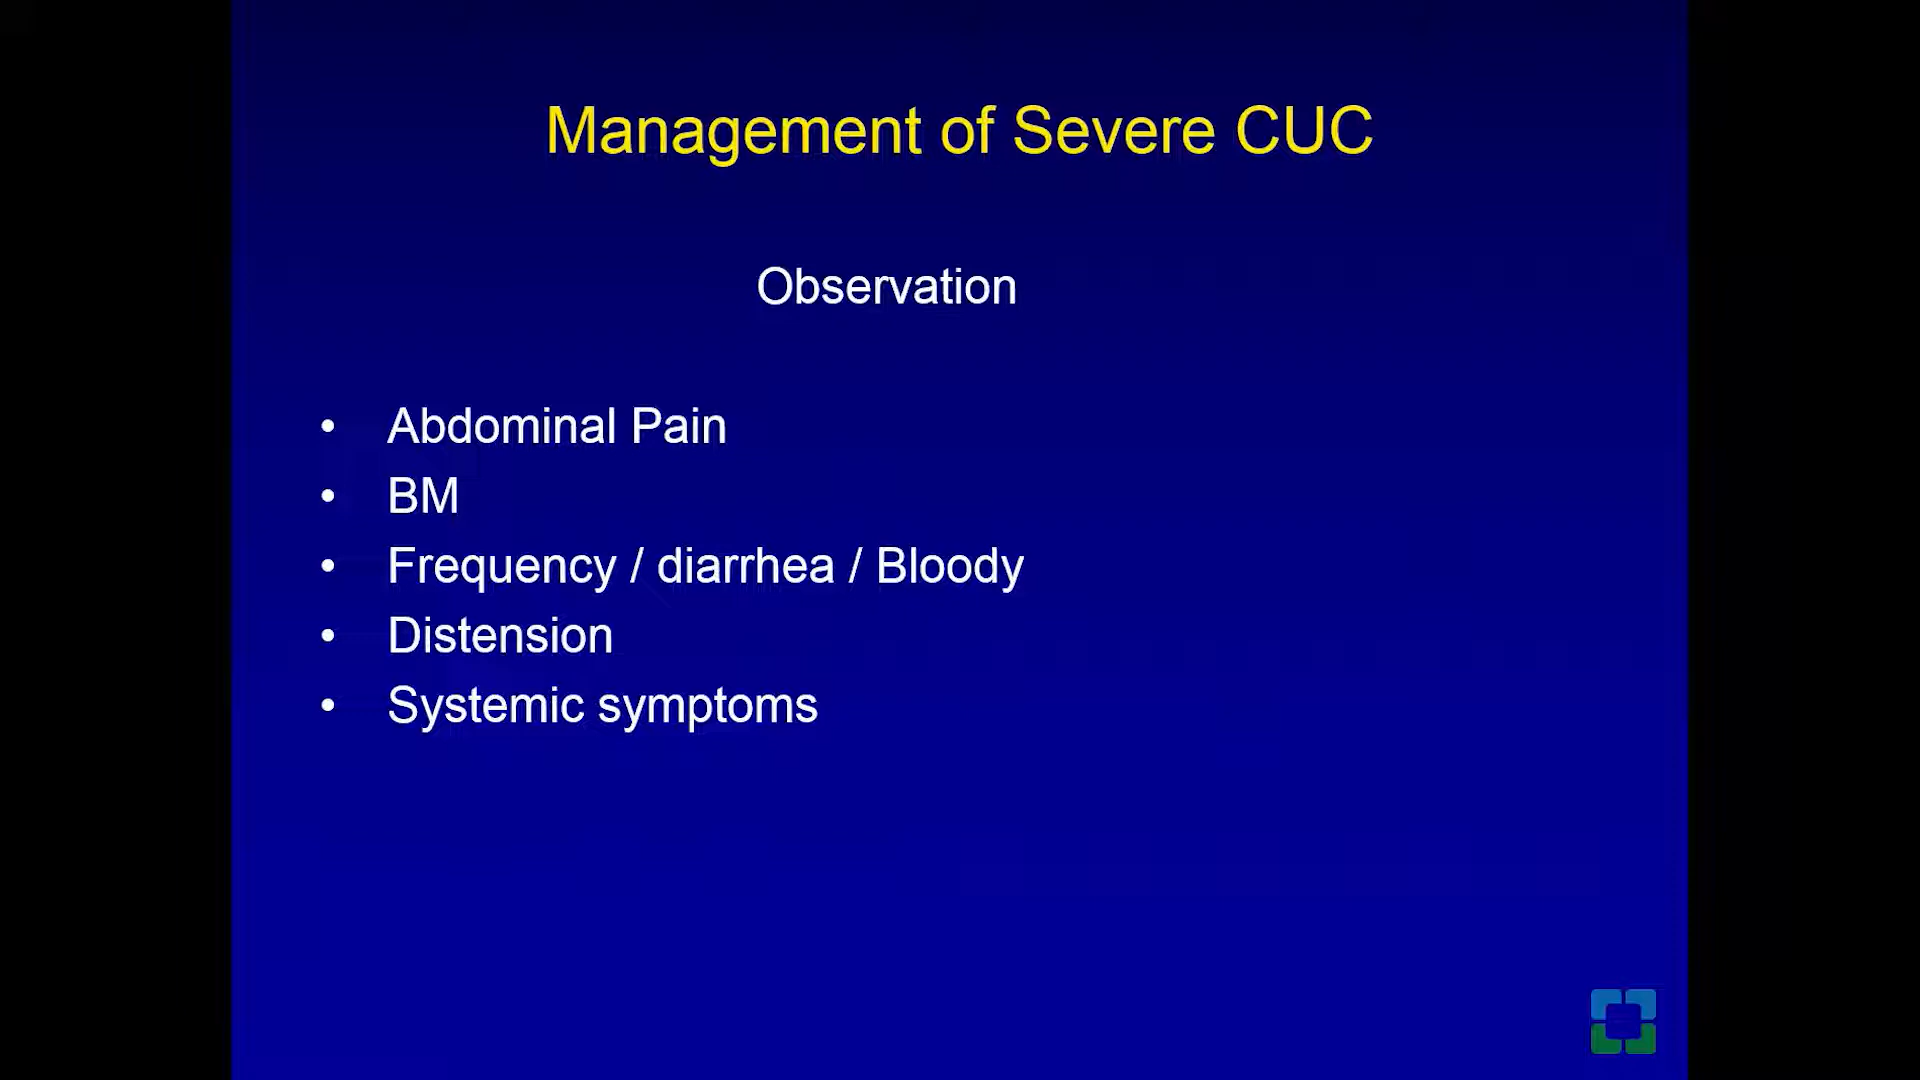 Management of Severe CUC
Observation
• Abdominal Pain
• BM
• Frequency / diarrhea / Bloody
• Distension
• Systemic symptoms